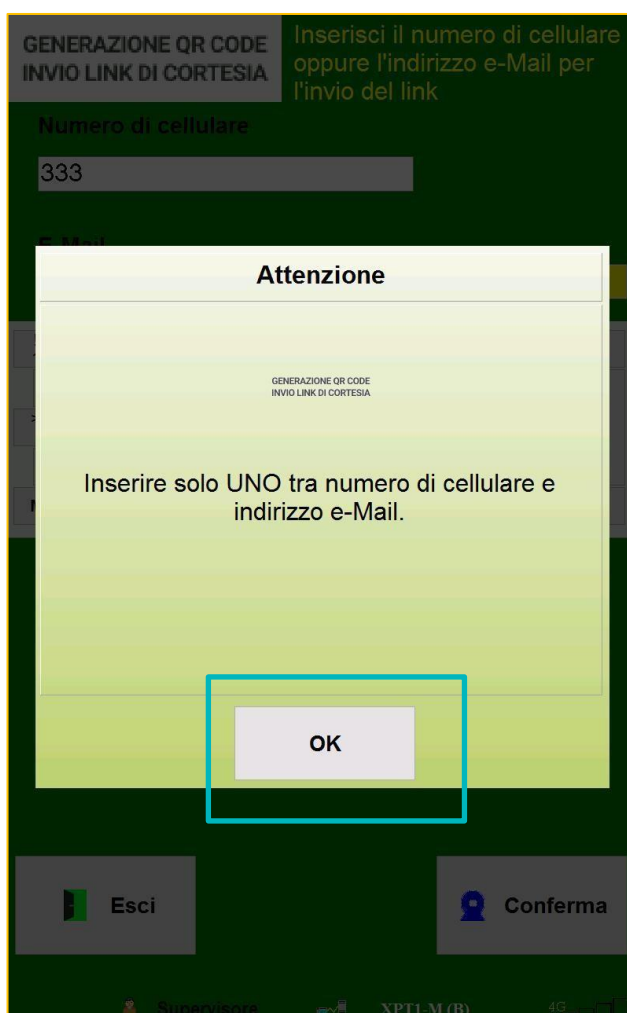 GENERAZIONE QR CODE
INVIO LINK DI CORTESIA
Inserisci il numero di cellulare
oppure l'indirizzo e-Mail per
l'invio del link
Numero di cellulare
333
E-Mail
Attenzione
GENERAZIONE QR CODE
INVIO LINK DI CORTESIA
Inserire solo UNO tra numero di cellulare e
indirizzo e-Mail.
OK
Esci
Conferma
Supervisore
XPT1-M (B)
4G